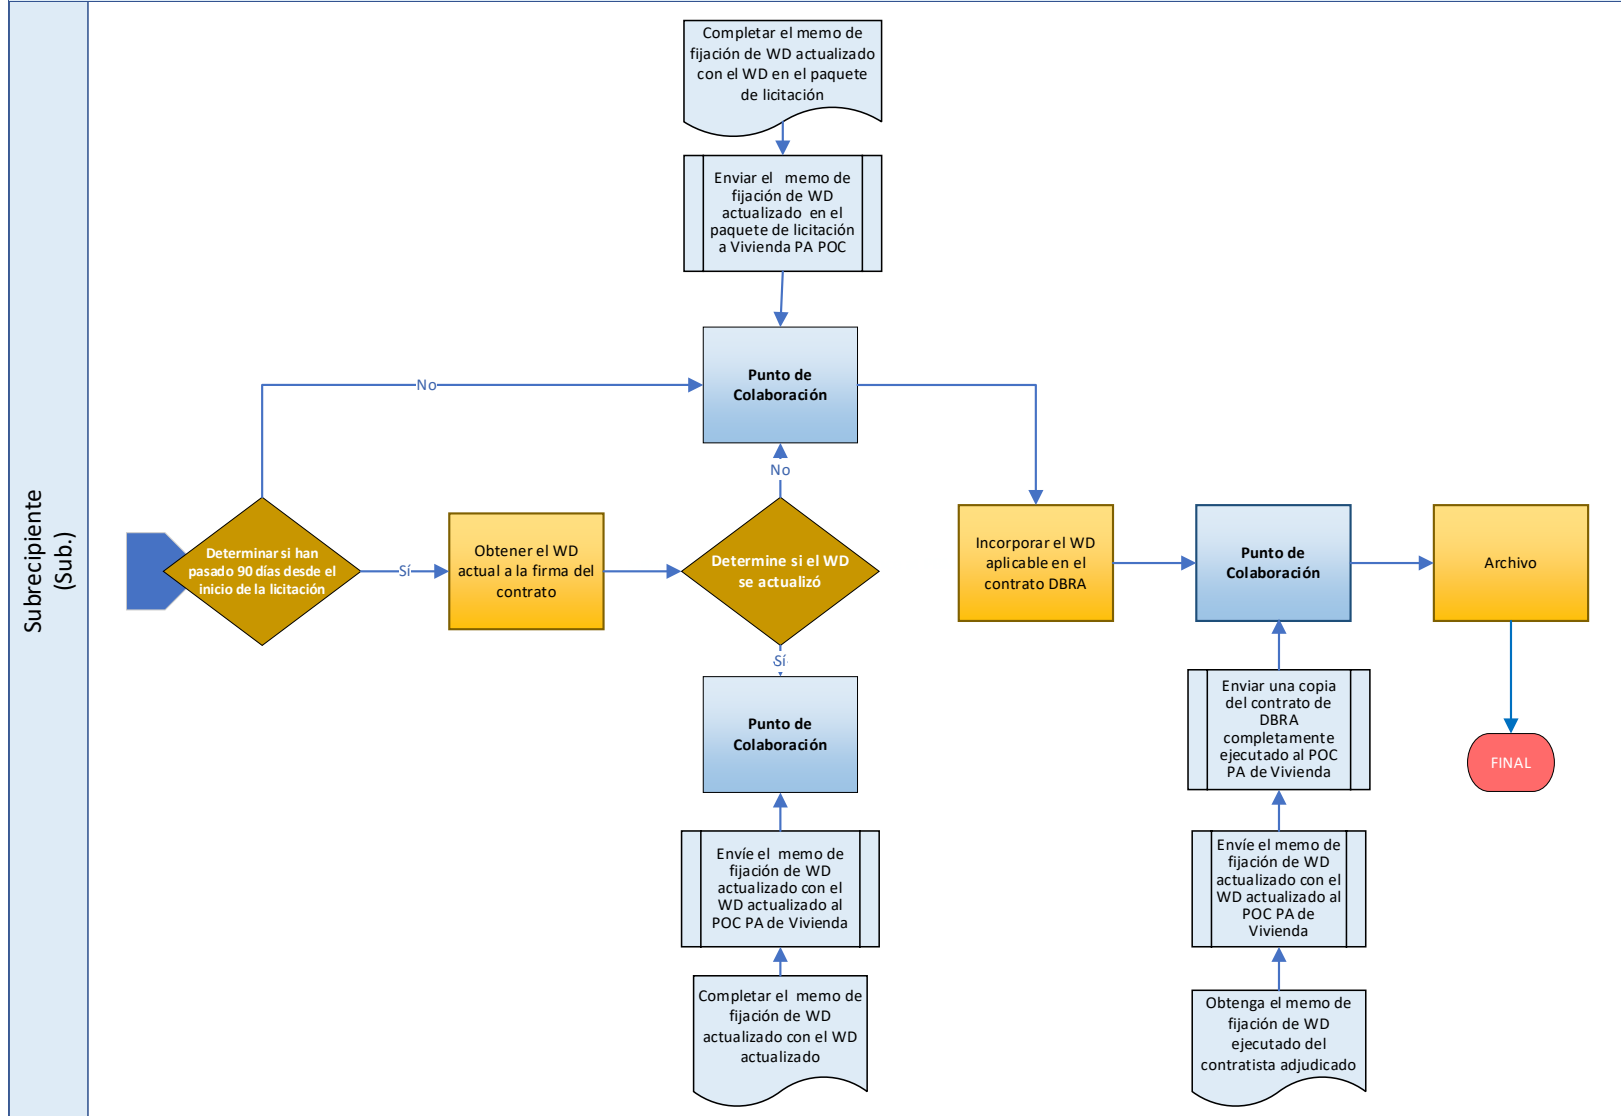 Subrecipiente
(Sub.)
Completar el memo de
fijación de WD actualizado
con el WD en el paquete
de licitación
Enviar el memo de
fijación de WD
actualizado en el
paquete de licitación
a Vivienda PA POC
Punto de
Colaboración
No
No
Determinar si han
pasado 90 días desde el
inicio de la licitación
Sí
Obtener el WD
actual a la firma del
contrato
Determine si el WD
se actualizó
Sí
Punto de
Colaboración
Envíe el memo de
fijación de WD
actualizado con el
WD actualizado al
POC PA de Vivienda
Completar el memo de
fijación de WD
actualizado con el WD
actualizado
Incorporar el WD
aplicable en el
contrato DBRA
Punto de
Colaboración
Archivo
FINAL
Enviar una copia
del contrato de
DBRA
completamente
ejecutado al POC
PA de Vivienda
Envíe el memo de
fijación de WD
actualizado con el
WD actualizado al
POC PA de
Vivienda
Obtenga el memo de
fijación de WD
ejecutado del
contratista adjudicado